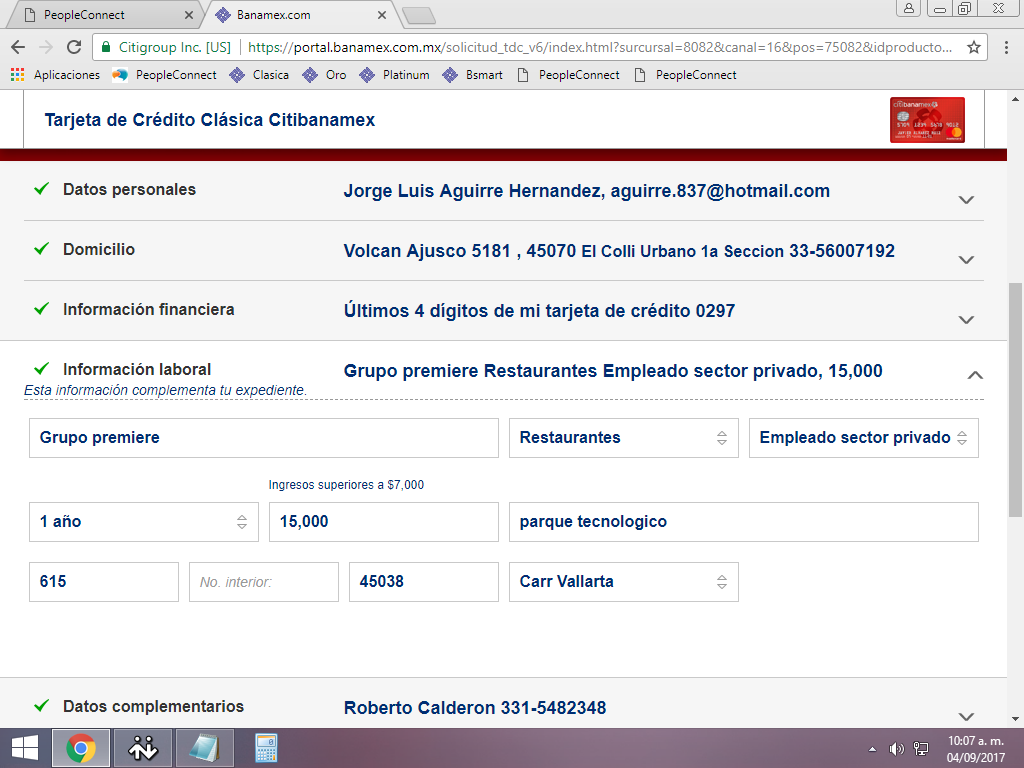 PeopleConnect
Banamex.com
Citigroup Inc. [US] https://portal.banamex.com.mx/solicitud_tdc_v6/index.html?surcursal=8082&canal=16&pos=75082&idproducto...
Aplicaciones PeopleConnect Clasica Oro Platinum Bsmart PeopleConnect PeopleConnect
Tarjeta de Crédito Clásica Citibanamex
citibanamex
Datos personales Jorge Luis Aguirre Hernandez, aguirre.837@hotmail.com
Domicilio Volcan Ajusco 5181 , 45070 El Colli Urbano 1a Seccion 33-56007192
Información financiera Últimos 4 dígitos de mi tarjeta de crédito 0297
Información laboral Grupo premiere Restaurantes Empleado sector privado, 15,000
Esta información complementa tu expediente.
Grupo premiere Restaurantes Empleado sector privado
Ingresos superiores a $7,000
1 año 15,000 parque tecnologico
615 No. interior: 45038 Carr Vallarta
Datos complementarios Roberto Calderon 331-5482348
10:07 a. m.
04/09/2017